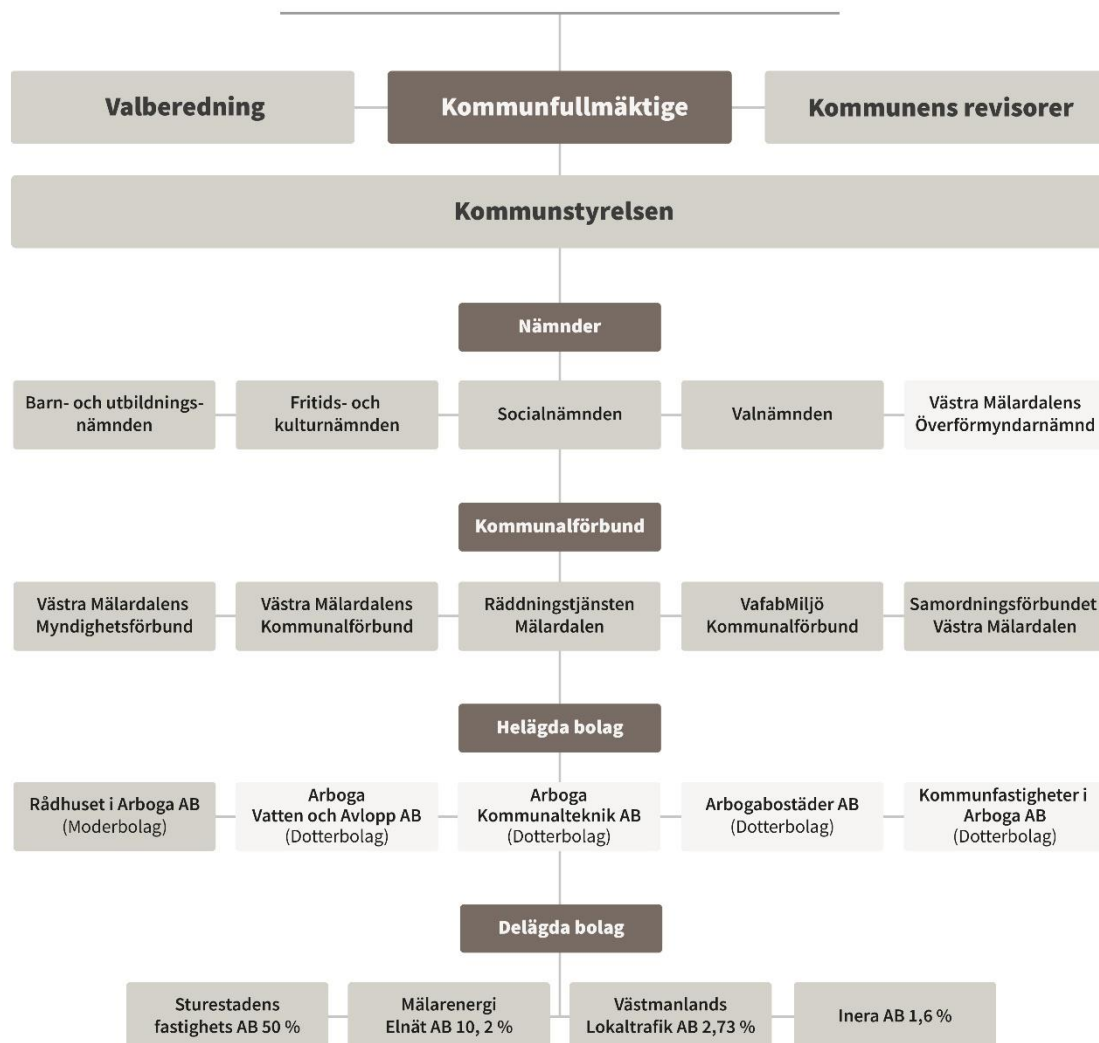 Valberedning
Kommunfullmäktige
Kommunens revisorer
Kommunstyrelsen
Nämnder
Barn- och utbildnings-
nämnden
Fritids- och
kulturnämnden
Socialnämnden
Valnämnden
Västra Mälardalens
Överförmyndarnämnd
Kommunalförbund
Västra Mälardalens
Myndighetsförbund
Västra Mälardalens
Kommunalförbund
Räddningstjänsten
Mälardalen
VafabMiljö
Kommunalförbund
Samordningsförbundet
Västra Mälardalen
Helägda bolag
Rådhuset i Arboga AB
(Moderbolag)
Arboga
Vatten och Avlopp AB
(Dotterbolag)
Arboga
Kommunalteknik AB
(Dotterbolag)
Arbogabostäder AB
(Dotterbolag)
Kommunfastigheter i
Arboga AB
(Dotterbolag)
Delägda bolag
Sturestadens
fastighets AB 50 %
Mälarenergi
Elnät AB 10, 2 %
Västmanlands
Lokaltrafik AB 2,73 %
Inera AB 1,6 %